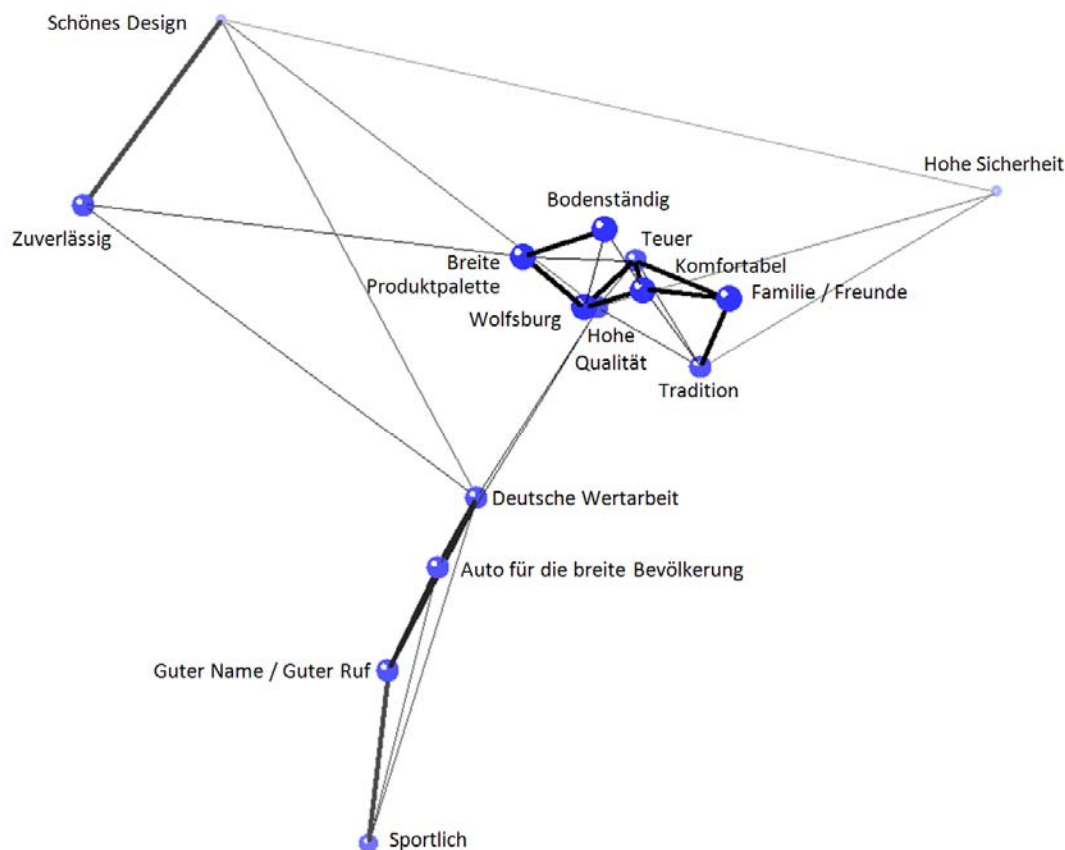 Schönes Design
Hohe Sicherheit
Bodenständig
Zuverlässig
Teuer
Breite
Produktpalette
Komfortabel
Familie / Freunde
Wolfsburg
Hohe
Qualität
Tradition
Deutsche Wertarbeit
Auto für die breite Bevölkerung
Guter Name / Guter Ruf
Sportlich